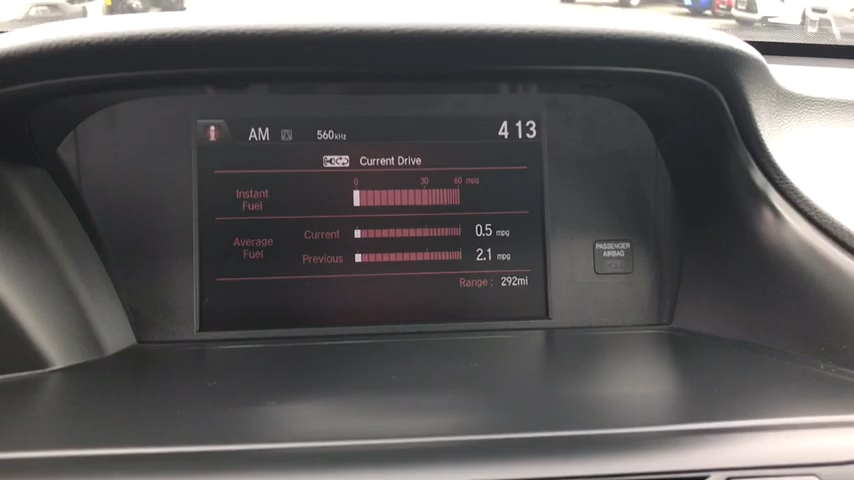 AM 560kHz 4 13
Current Drive
0 30 60 mpg
Instant
Fuel
Average
Fuel
Current 0.5 mpg
Previous 2.1 mpg
Range : 292mi
PASSENGER
AIRBAG